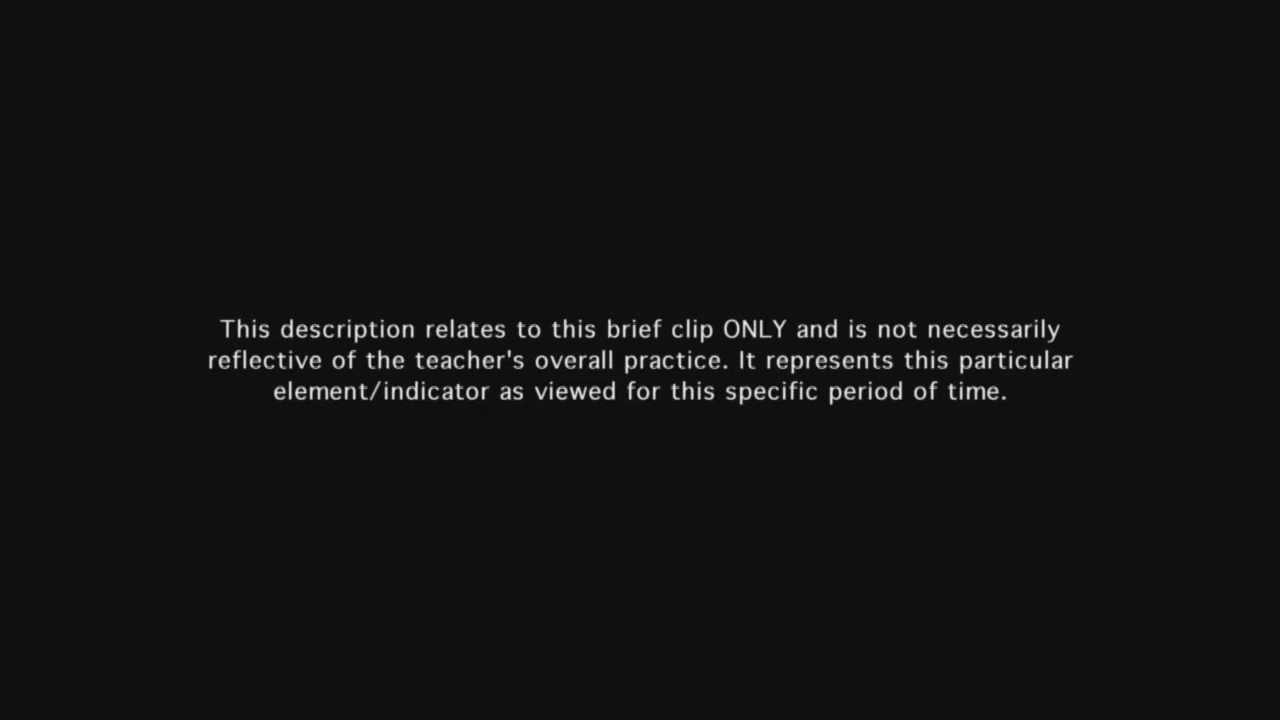 This description relates to this brief clip ONLY and is not necessarily
reflective of the teacher's overall practice. It represents this particular
element/indicator as viewed for this specific period of time.